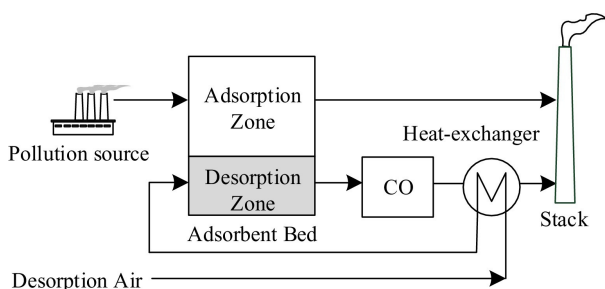 Adsorption
Zone
Heat-exchanger
Pollution source
Desorption
Zone
CO
Stack
Adsorbent Bed
Desorption Air